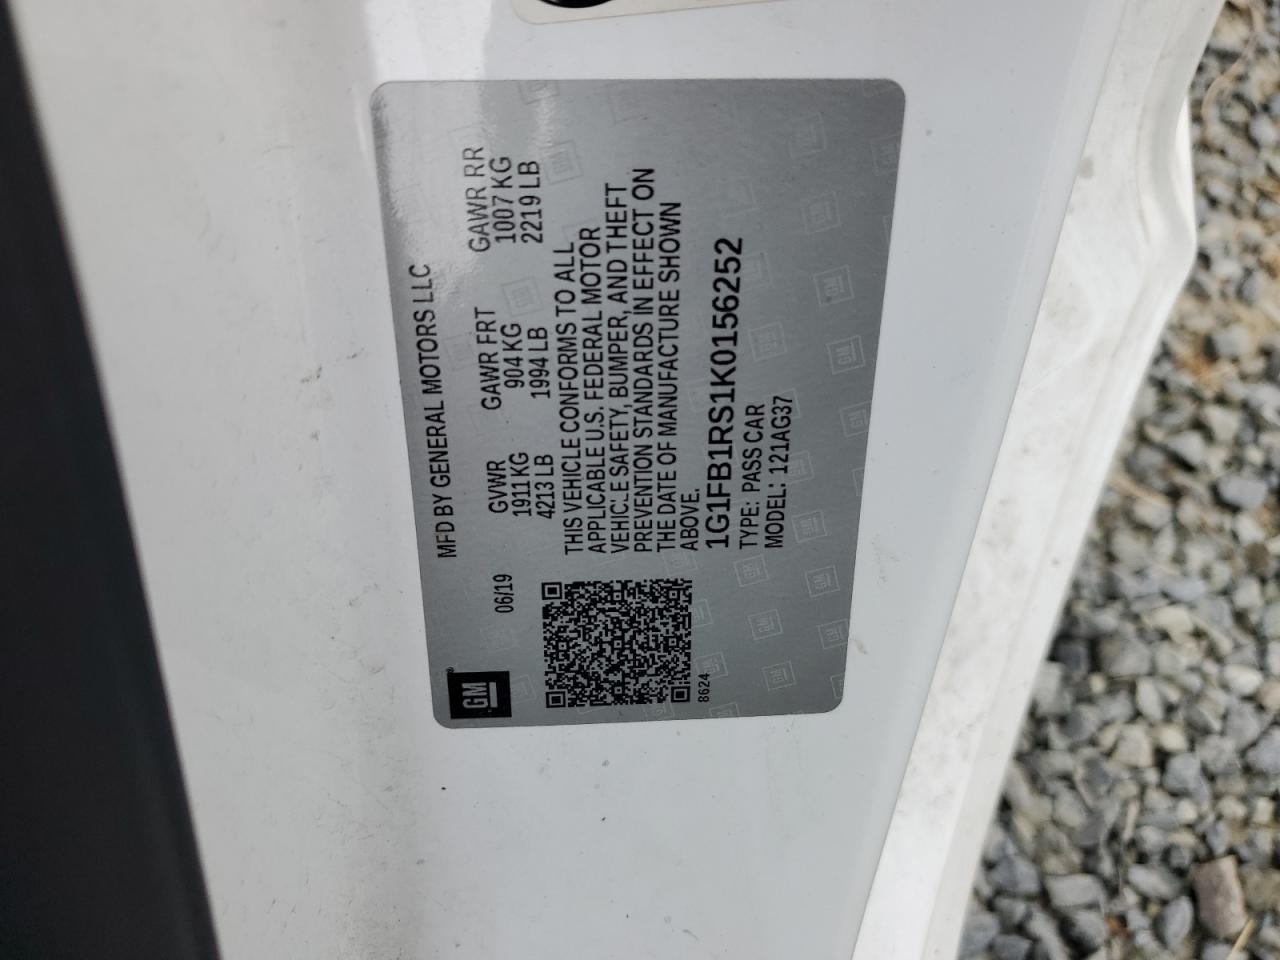 MFD BY GENERAL MOTORS LLC
06/19
GVWR GAWR FRT GAWR RR
1911 KG 904 KG 1007 KG
4213 LB 1994 LB 2219 LB
THIS VEHICLE CONFORMS TO ALL
APPLICABLE U.S. FEDERAL MOTOR
VEHICLE SAFETY, BUMPER, AND THEFT
PREVENTION STANDARDS IN EFFECT ON
THE DATE OF MANUFACTURE SHOWN
ABOVE.
1G1FB1RS1K0156252
TYPE: PASS CAR
MODEL: 121AG37
GM
8624